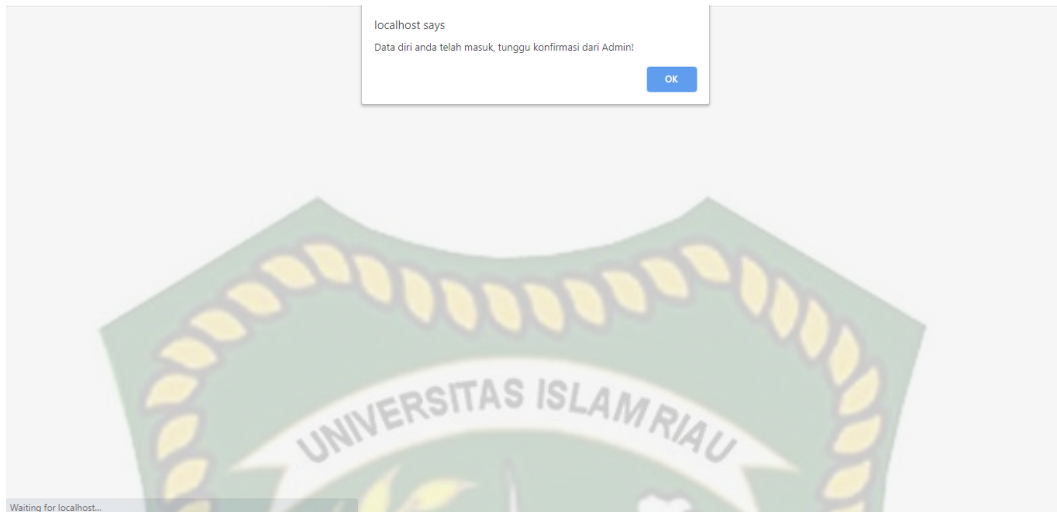 localhost says
Data diri anda telah masuk, tunggu konfirmasi dari Admin!
OK
UNIVERSITAS ISLAM RIAU
Waiting for localhost...